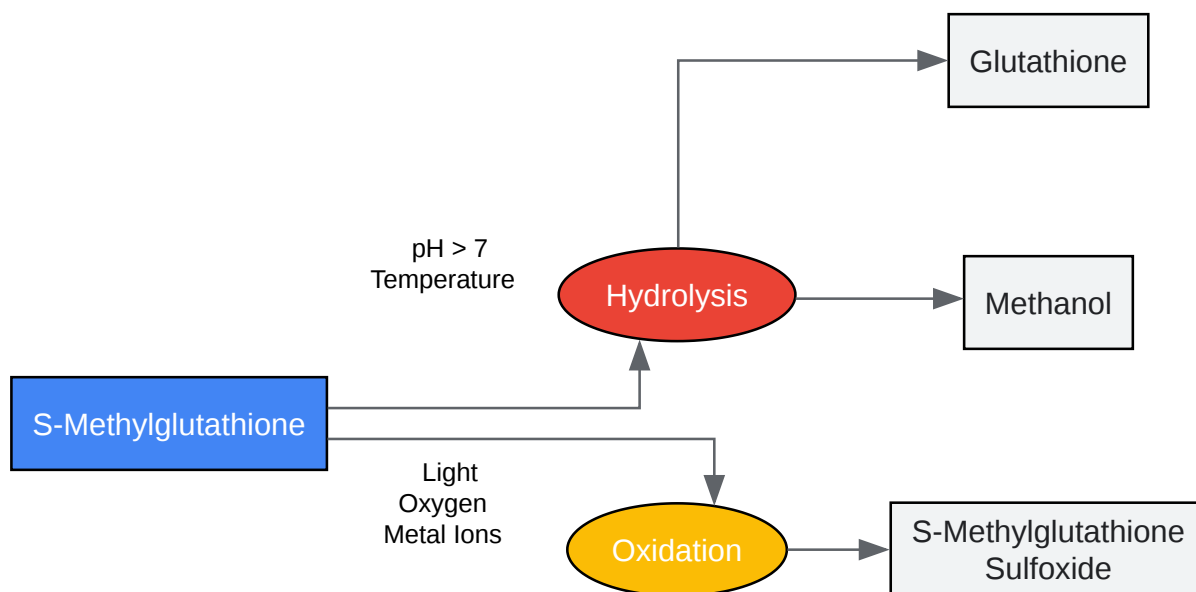 Glutathione
pH > 7
Temperature
Hydrolysis
Methanol
S-Methylglutathione
Light
Oxygen
Metal Ions
Oxidation
S-Methylglutathione
Sulfoxide